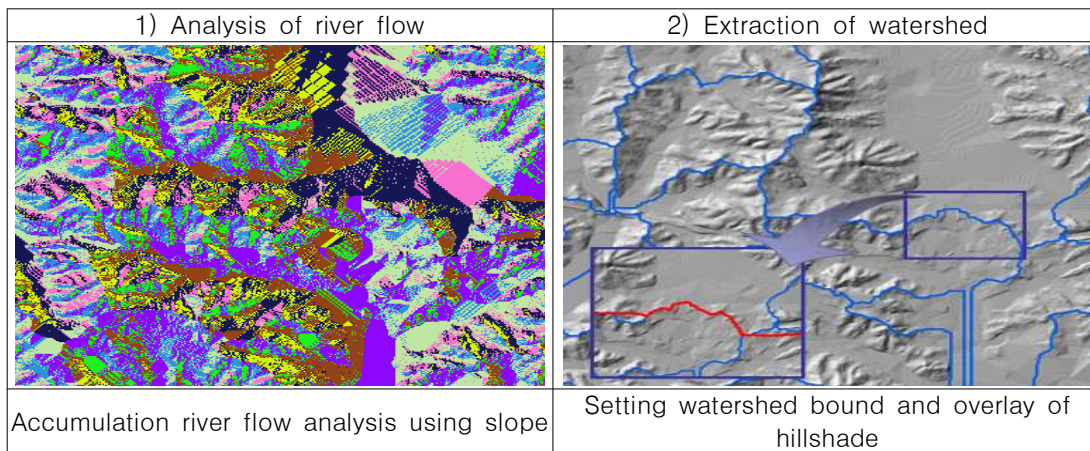 1) Analysis of river flow
2) Extraction of watershed
Accumulation river flow analysis using slope
Setting watershed bound and overlay of
hillshade